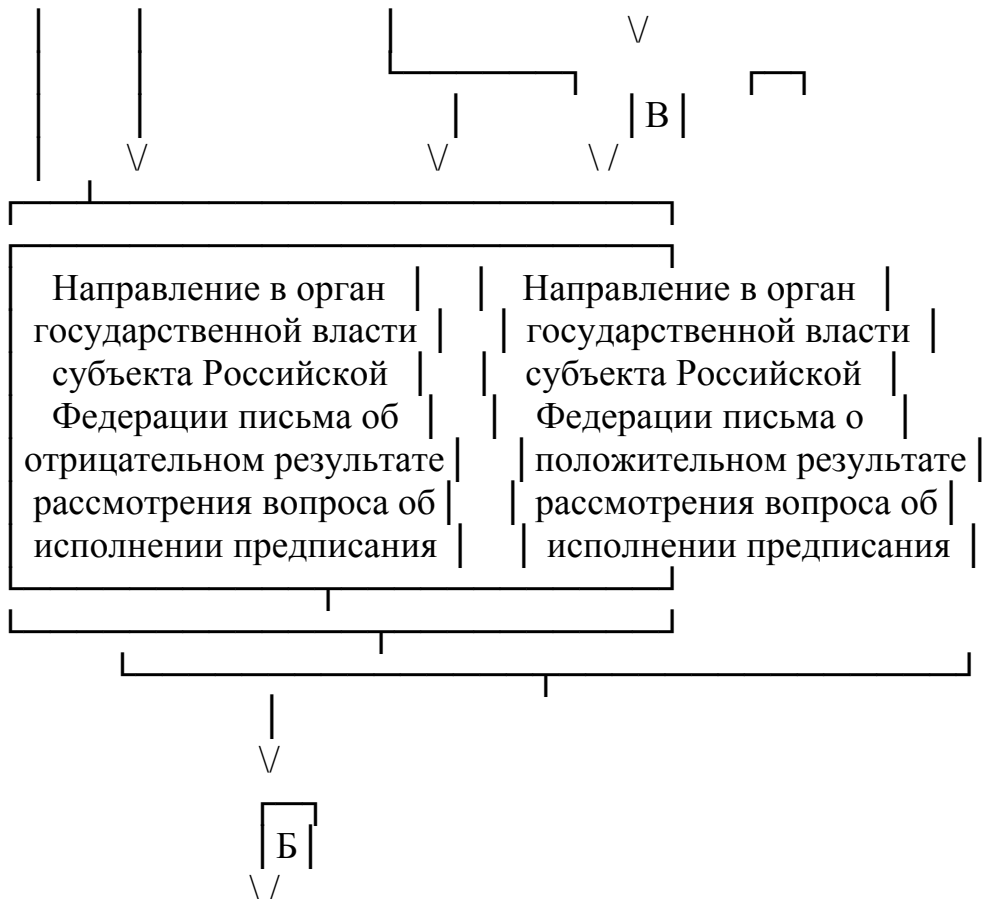 В
Направление в орган Направление в орган
государственной власти государственной власти
субъекта Российской субъекта Российской
Федерации письма об Федерации письма о
отрицательном результате положительном результате
рассмотрения вопроса об рассмотрения вопроса об
исполнении предписания исполнении предписания
Б